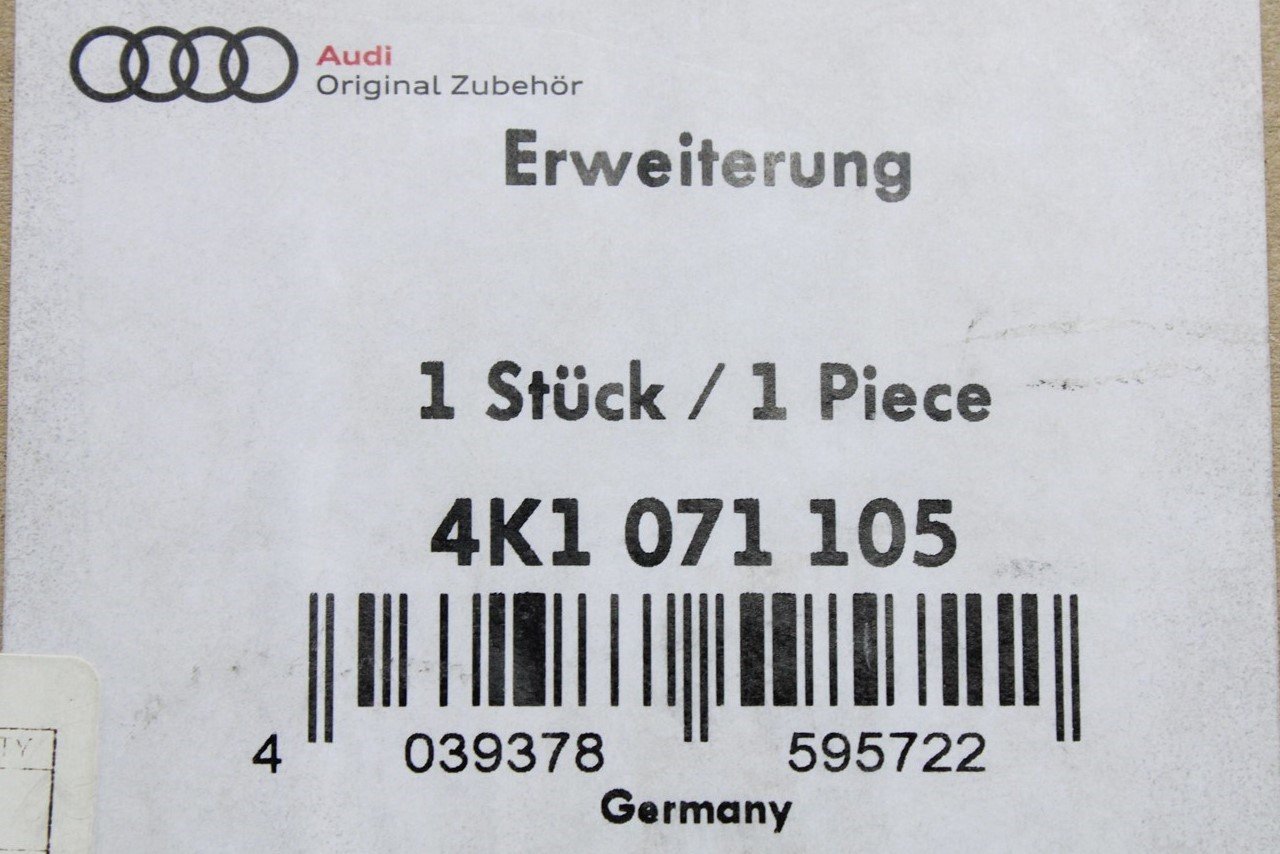 Audi
Original Zubehör
Erweiterung
1 Stück / 1 Piece
4K1 071 105
4 039378 595722
Germany